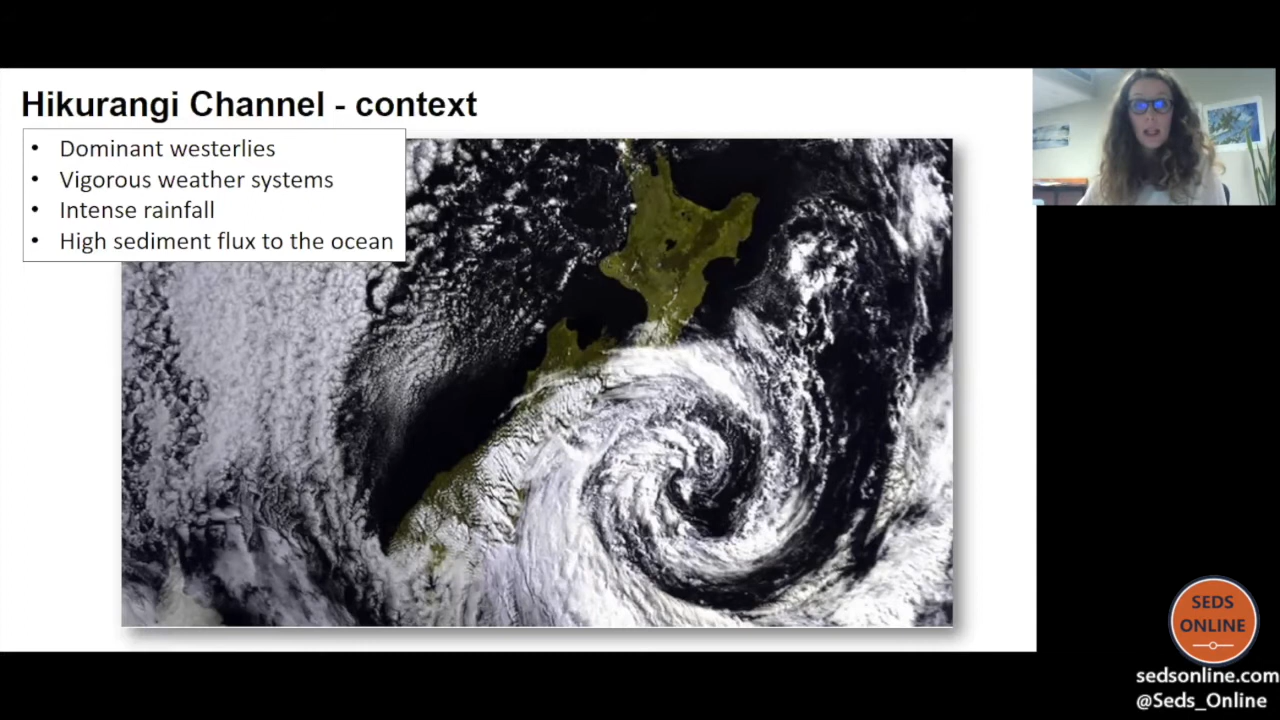 Hikurangi Channel - context
• Dominant westerlies
• Vigorous weather systems
• Intense rainfall
• High sediment flux to the ocean
SEDS
ONLINE
sedsonline.com
@Seds_Online